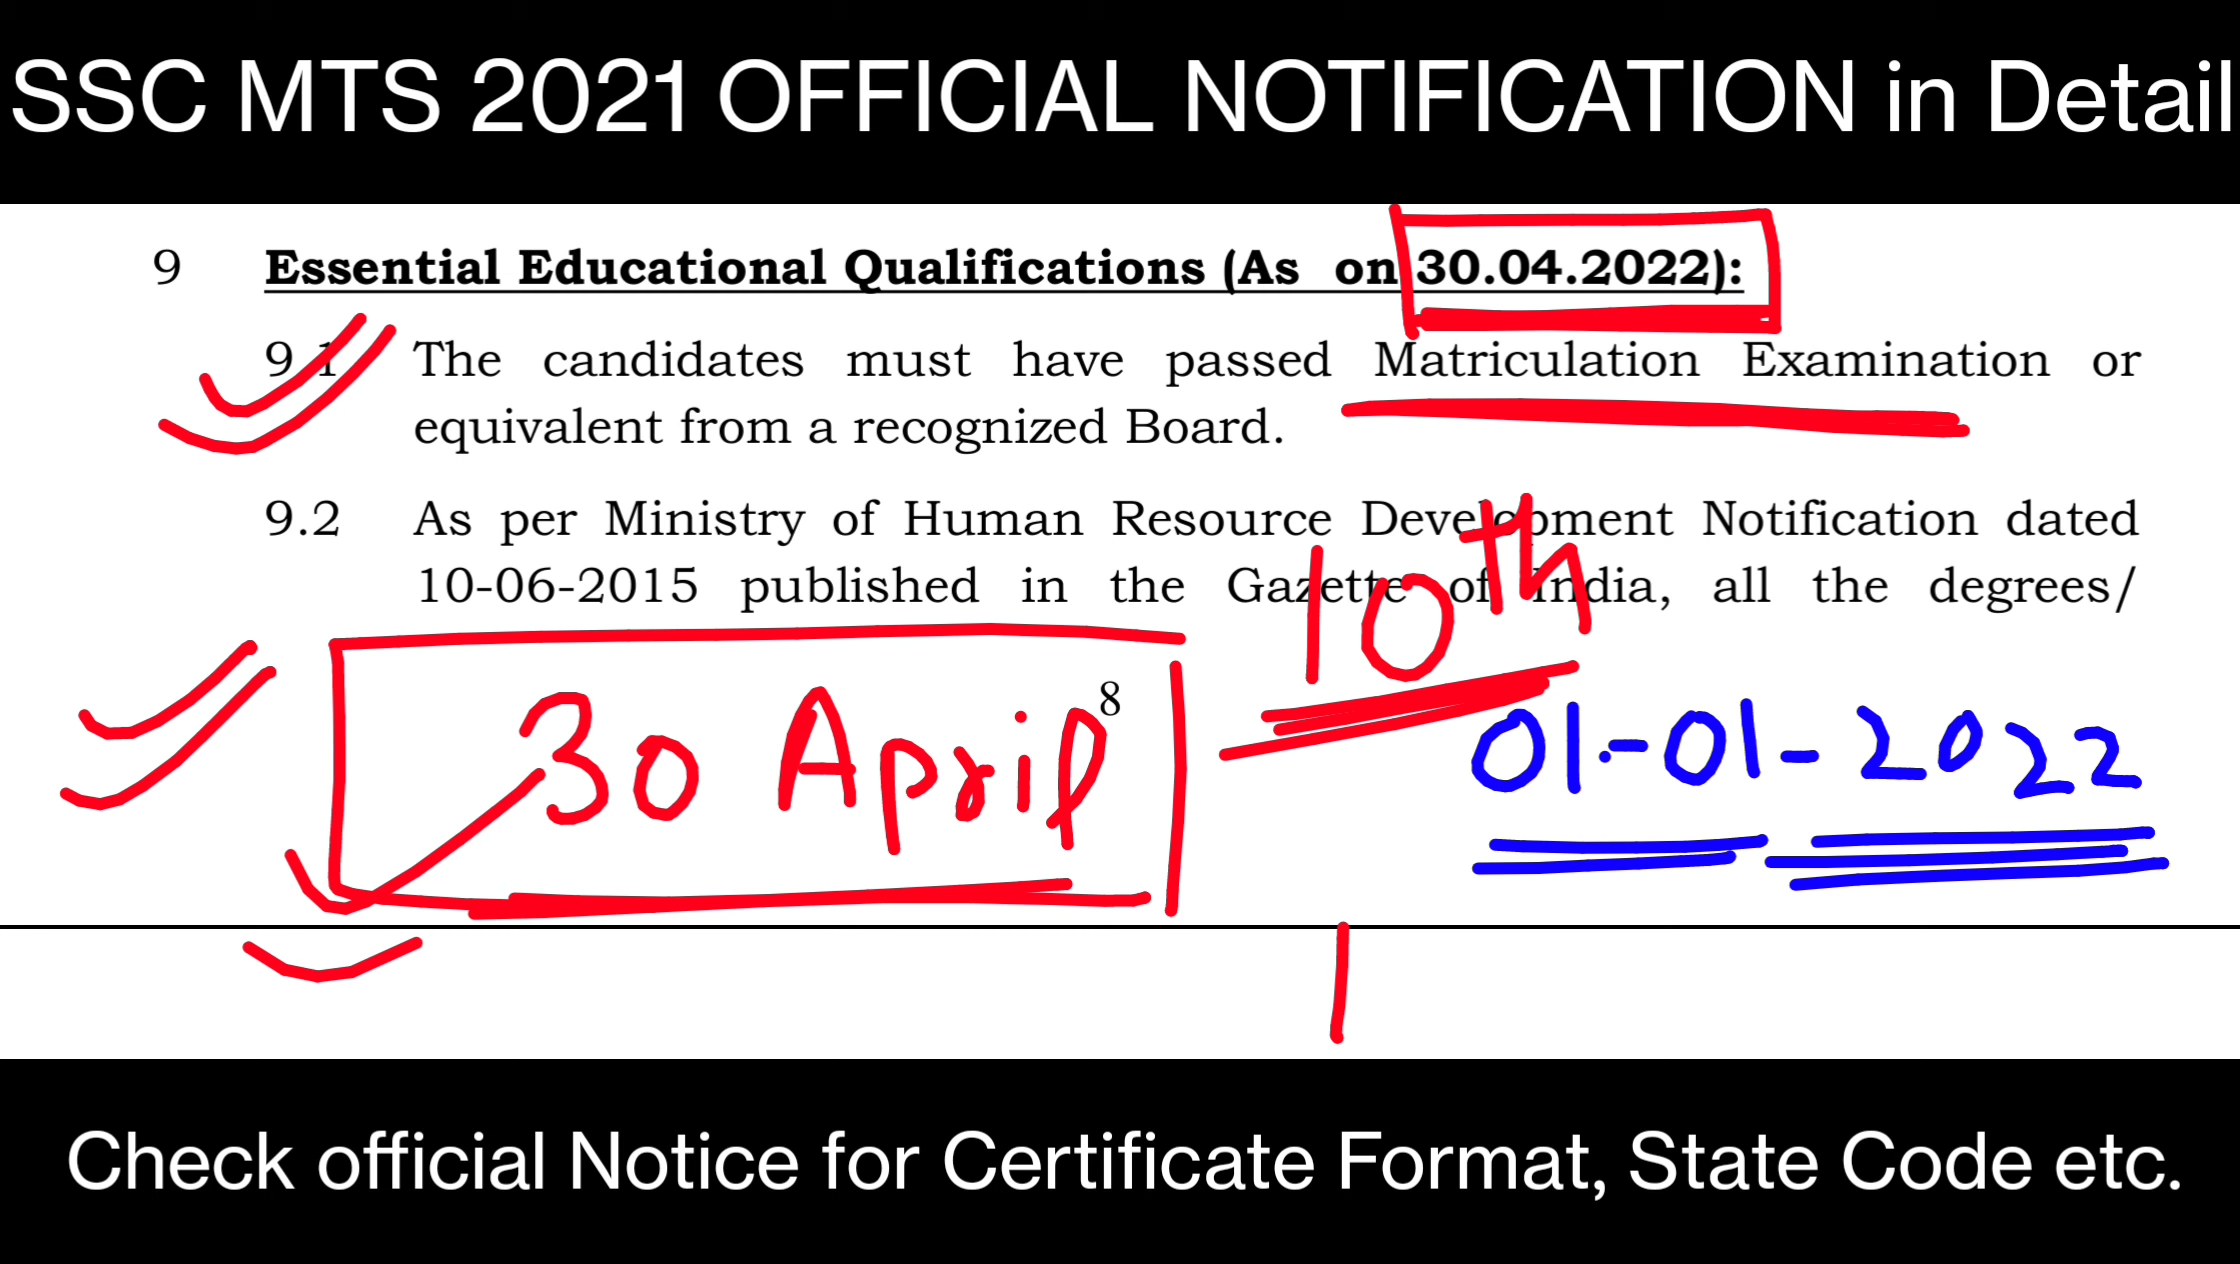 SSC MTS 2021 OFFICIAL NOTIFICATION in Detail
9 Essential Educational Qualifications (As on 30.04.2022):
9.1 The candidates must have passed Matriculation Examination or
equivalent from a recognized Board.
9.2 As per Ministry of Human Resource Development Notification dated
10-06-2015 published in the Gazette of India, all the degrees/
10th
8
30 April
01-01-2022
Check official Notice for Certificate Format, State Code etc.